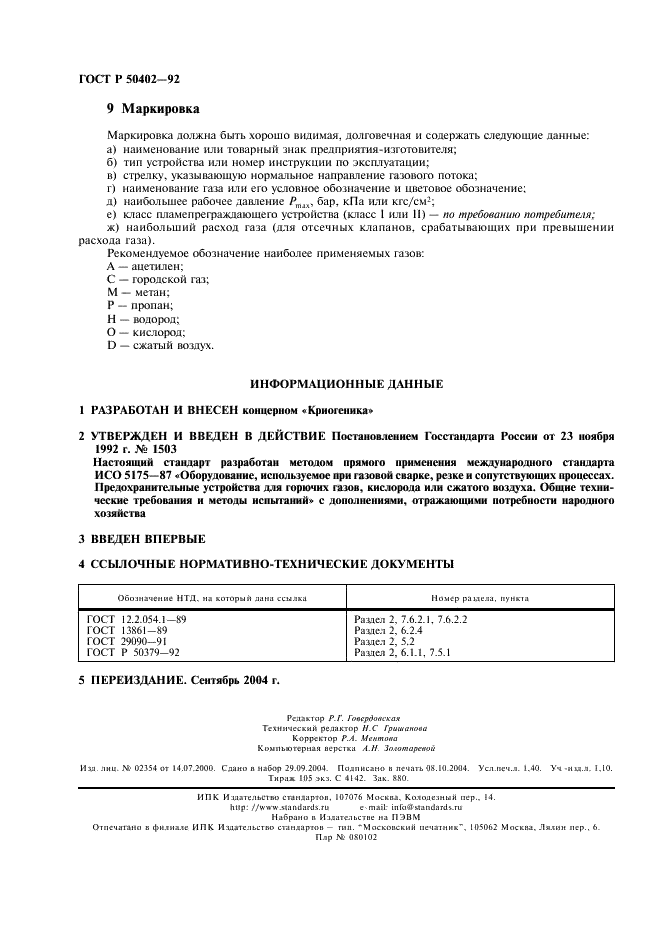 ГОСТ Р 50402—92
9 Маркировка
Маркировка должна быть хорошо видимая, долговечная и содержать следующие данные:
а) наименование или товарный знак предприятия-изготовителя;
б) тип устройства или номер инструкции по эксплуатации;
в) стрелку, указывающую нормальное направление газового потока;
г) наименование газа или его условное обозначение и цветовое обозначение;
д) наибольшее рабочее давление Pmax, бар, кПа или кгс/см²;
е) класс пламепреграждающего устройства (класс I или II) — по требованию потребителя;
ж) наибольший расход газа (для отсечных клапанов, срабатывающих при превышении
расхода газа).
Рекомендуемое обозначение наиболее применяемых газов:
А — ацетилен;
С — городской газ;
М — метан;
Р — пропан;
Н — водород;
О — кислород;
D — сжатый воздух.
ИНФОРМАЦИОННЫЕ ДАННЫЕ
1 РАЗРАБОТАН И ВНЕСЕН концерном «Криогеника»
2 УТВЕРЖДЕН И ВВЕДЕН В ДЕЙСТВИЕ Постановлением Госстандарта России от 23 ноября
1992 г. № 1503
Настоящий стандарт разработан методом прямого применения международного стандарта
ИСО 5175—87 «Оборудование, используемое при газовой сварке, резке и сопутствующих процессах.
Предохранительные устройства для горючих газов, кислорода или сжатого воздуха. Общие техни-
ческие требования и методы испытаний» с дополнениями, отражающими потребности народного
хозяйства
3 ВВЕДЕН ВПЕРВЫЕ
4 ССЫЛОЧНЫЕ НОРМАТИВНО-ТЕХНИЧЕСКИЕ ДОКУМЕНТЫ
Обозначение НТД, на который дана ссылка Номер раздела, пункта
ГОСТ 12.2.054.1—89 Раздел 2, 7.6.2.1, 7.6.2.2
ГОСТ 13861—89 Раздел 2, 6.2.4
ГОСТ 29090—91 Раздел 2, 5.2
ГОСТ Р 50379—92 Раздел 2, 6.1.1, 7.5.1
5 ПЕРЕИЗДАНИЕ. Сентябрь 2004 г.
Редактор Р.Г. Говердовская
Технический редактор Н.С. Гришанова
Корректор Р.А. Ментова
Компьютерная верстка А.Н. Золотаревой
Изд. лиц. № 02354 от 14.07.2000. Сдано в набор 29.09.2004. Подписано в печать 08.10.2004. Усл.печ.л. 1,40. Уч.-изд.л. 1,10.
Тираж 105 экз. С 4142. Зак. 880.
ИПК Издательство стандартов, 107076 Москва, Колодезный пер., 14.
http://www.standards.ru e-mail: info@standards.ru
Набрано в Издательстве на ПЭВМ
Отпечатано в филиале ИПК Издательство стандартов — тип. “Московский печатник”, 105062 Москва, Лялин пер., 6.
Плр № 080102